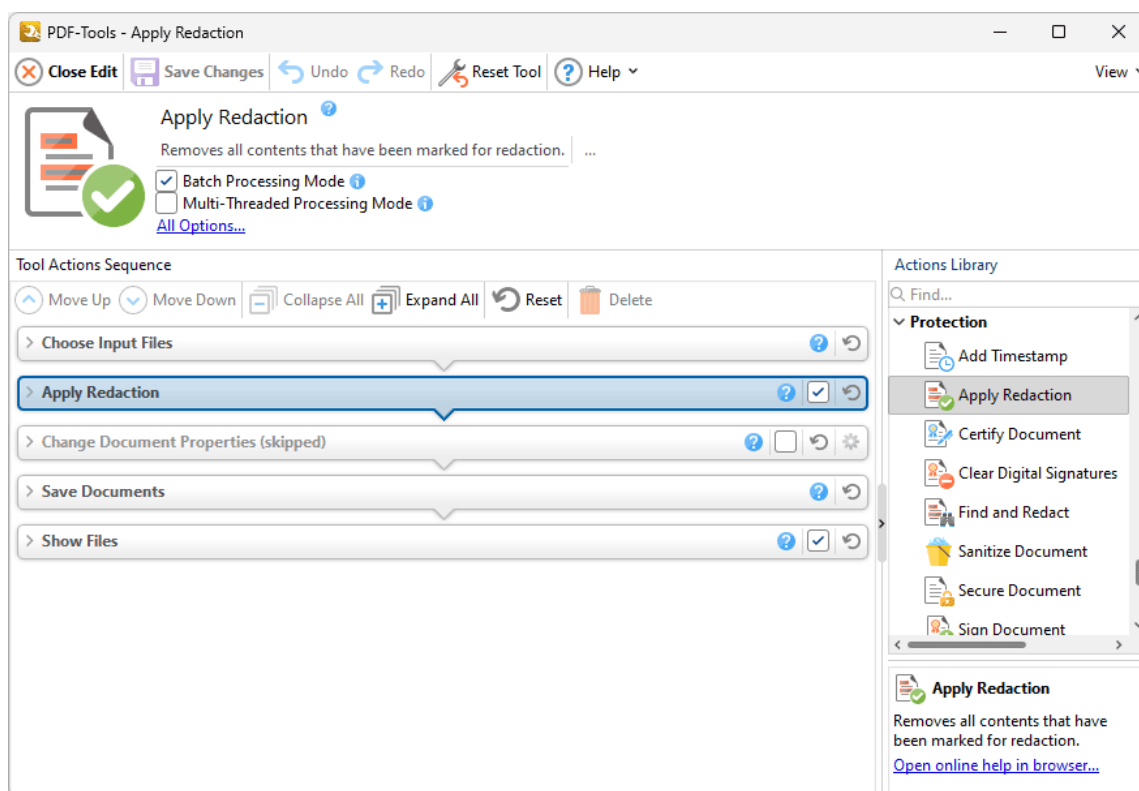 PDF-Tools - Apply Redaction
Close Edit Save Changes Undo Redo Reset Tool Help View
Apply Redaction
Removes all contents that have been marked for redaction. ...
Batch Processing Mode
Multi-Threaded Processing Mode
All Options...
Tool Actions Sequence
Move Up Move Down Collapse All Expand All Reset Delete
Choose Input Files
Apply Redaction
Change Document Properties (skipped)
Save Documents
Show Files
Actions Library
Find...
Protection
Add Timestamp
Apply Redaction
Certify Document
Clear Digital Signatures
Find and Redact
Sanitize Document
Secure Document
Sign Document
Apply Redaction
Removes all contents that have
been marked for redaction.
Open online help in browser...